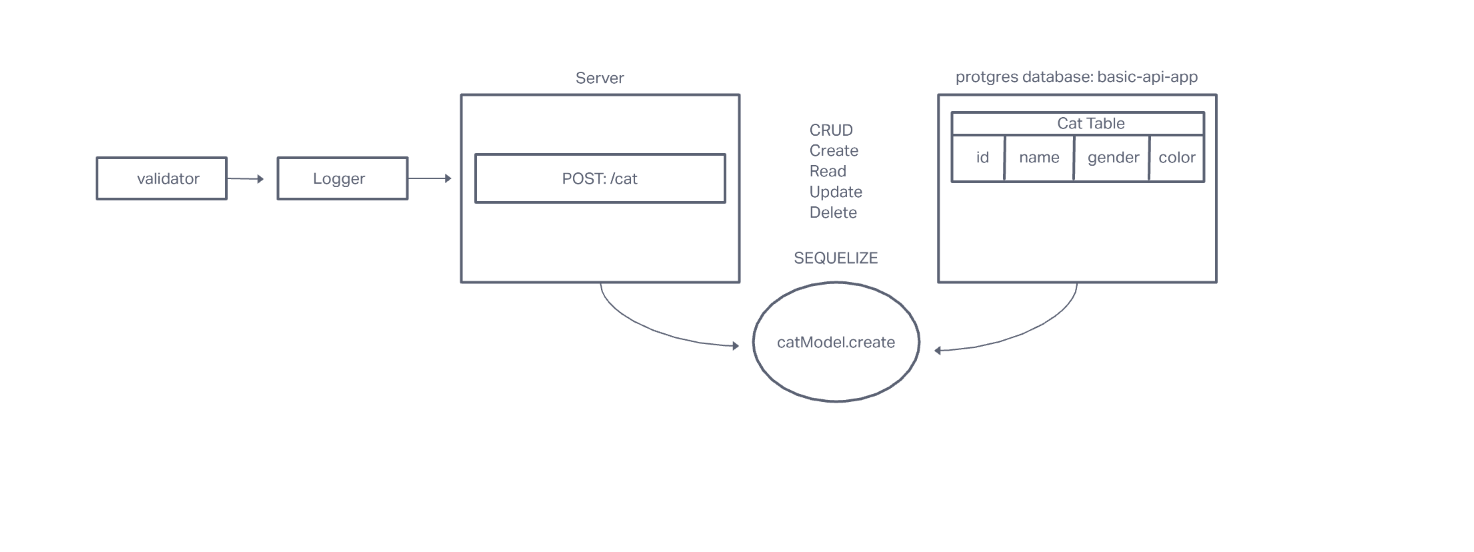 Server
protgres database: basic-api-app
validator
Logger
POST: /cat
CRUD
Create
Read
Update
Delete
Cat Table
id name gender color
SEQUELIZE
catModel.create